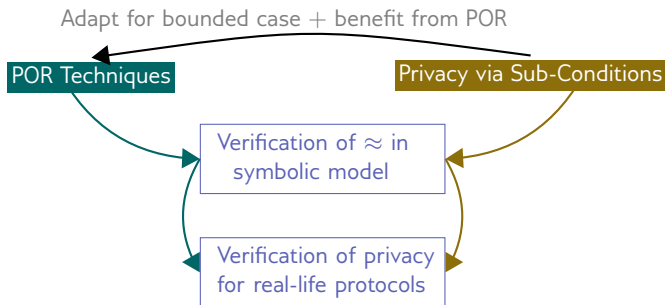 Adapt for bounded case + benefit from POR
POR Techniques
Privacy via Sub-Conditions
Verification of ≈ in
symbolic model
Verification of privacy
for real-life protocols